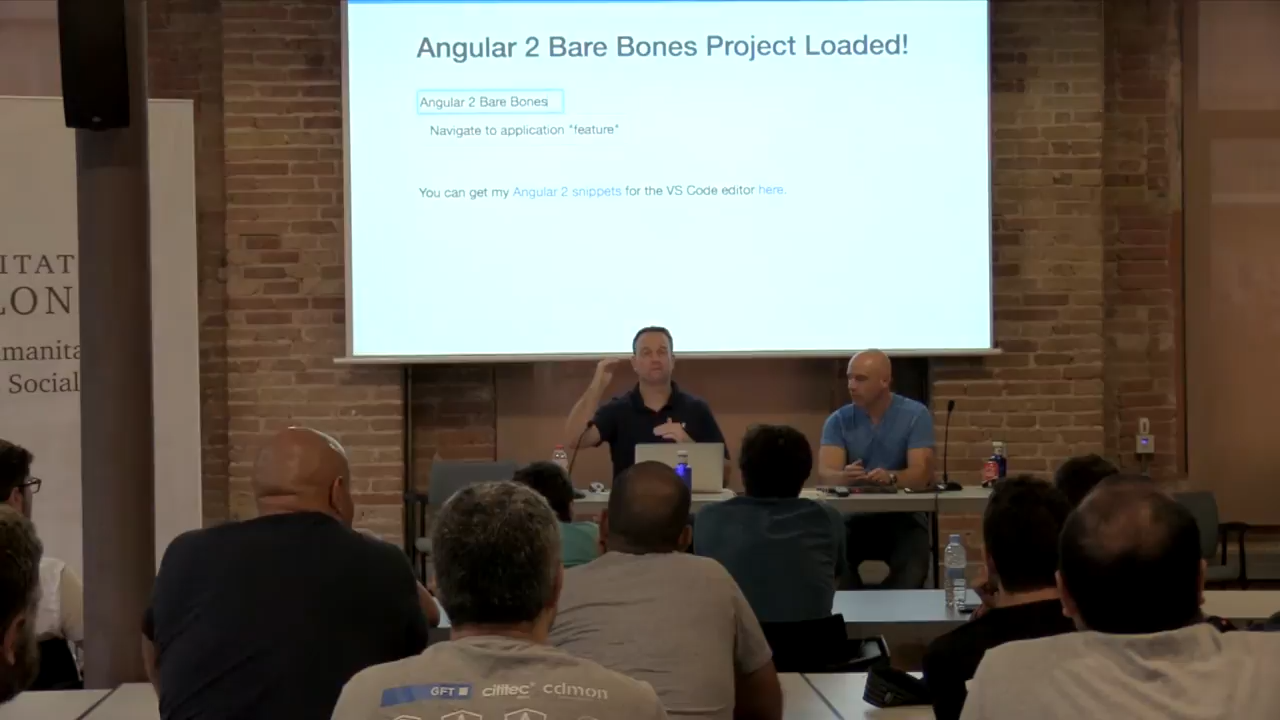 Angular 2 Bare Bones Project Loaded!
Angular 2 Bare Bones
Navigate to application "feature"
You can get my Angular 2 snippets for the VS Code editor here.
ITAT
LON
manita
Social
GFT cititec cdmon